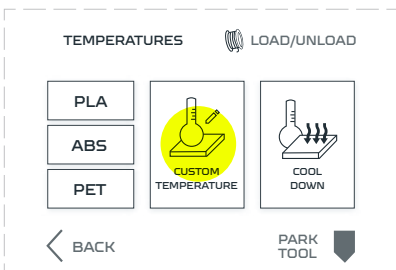 TEMPERATURES
LOAD/UNLOAD
PLA
ABS
PET
CUSTOM
TEMPERATURE
COOL
DOWN
BACK
PARK
TOOL